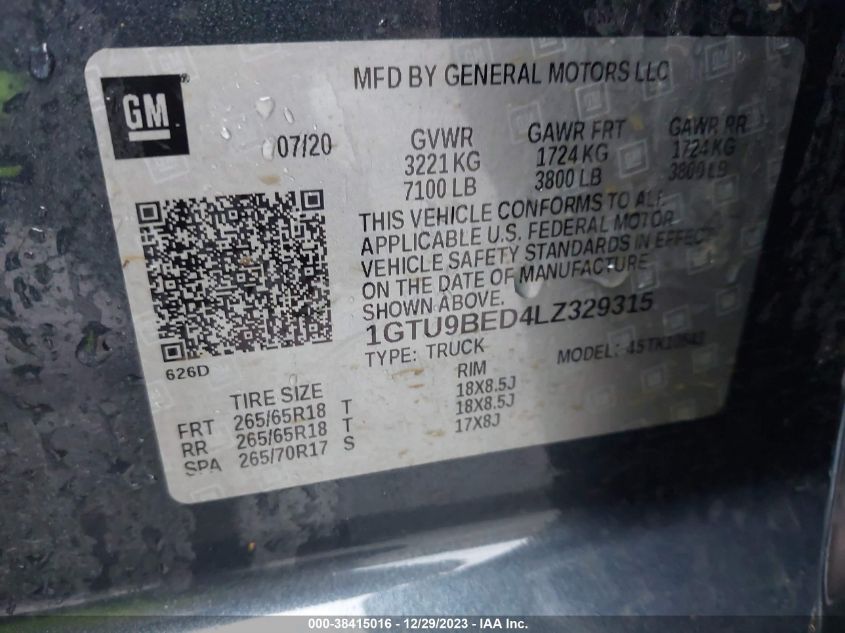 MFD BY GENERAL MOTORS LLC
GM
07/20
GVWR GAWR FRT GAWR RR
3221 KG 1724 KG 1724 KG
7100 LB 3800 LB 3800 LB
THIS VEHICLE CONFORMS TO ALL
APPLICABLE U.S. FEDERAL MOTOR
VEHICLE SAFETY STANDARDS IN EFFECT
ON THE DATE OF MANUFACTURE
SHOWN ABOVE.
1GTU9BED4LZ329315
TYPE: TRUCK MODEL:
626D
TIRE SIZE RIM
FRT 265/65R18 T 18X8.5J
RR 265/65R18 T 18X8.5J
SPA 265/70R17 S 17X8J
000-38415016 - 12/29/2023 - IAA Inc.